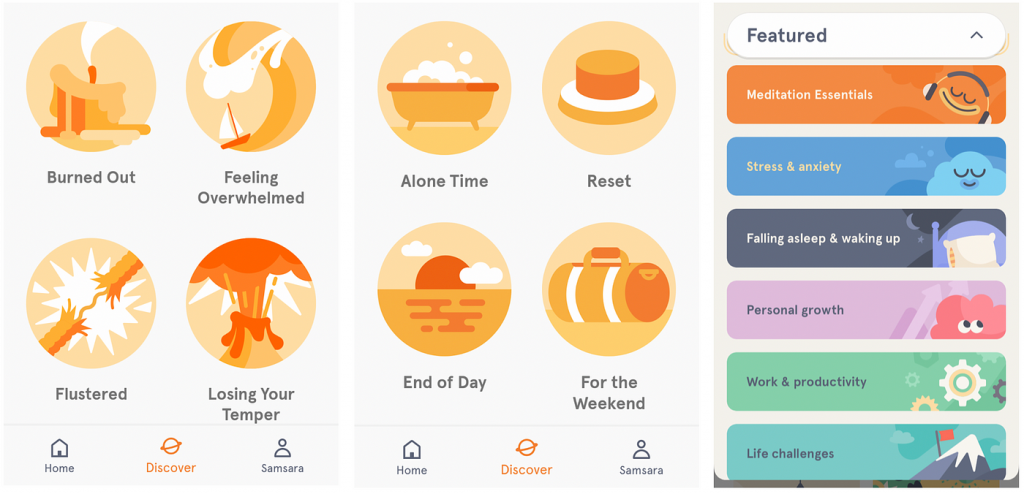 Burned Out
Feeling
Overwhelmed
Flustered
Losing Your
Temper
Home
Discover
Samsara
Alone Time
Reset
End of Day
For the
Weekend
Home
Discover
Samsara
Featured
Meditation Essentials
Stress & anxiety
Falling asleep & waking up
Personal growth
Work & productivity
Life challenges